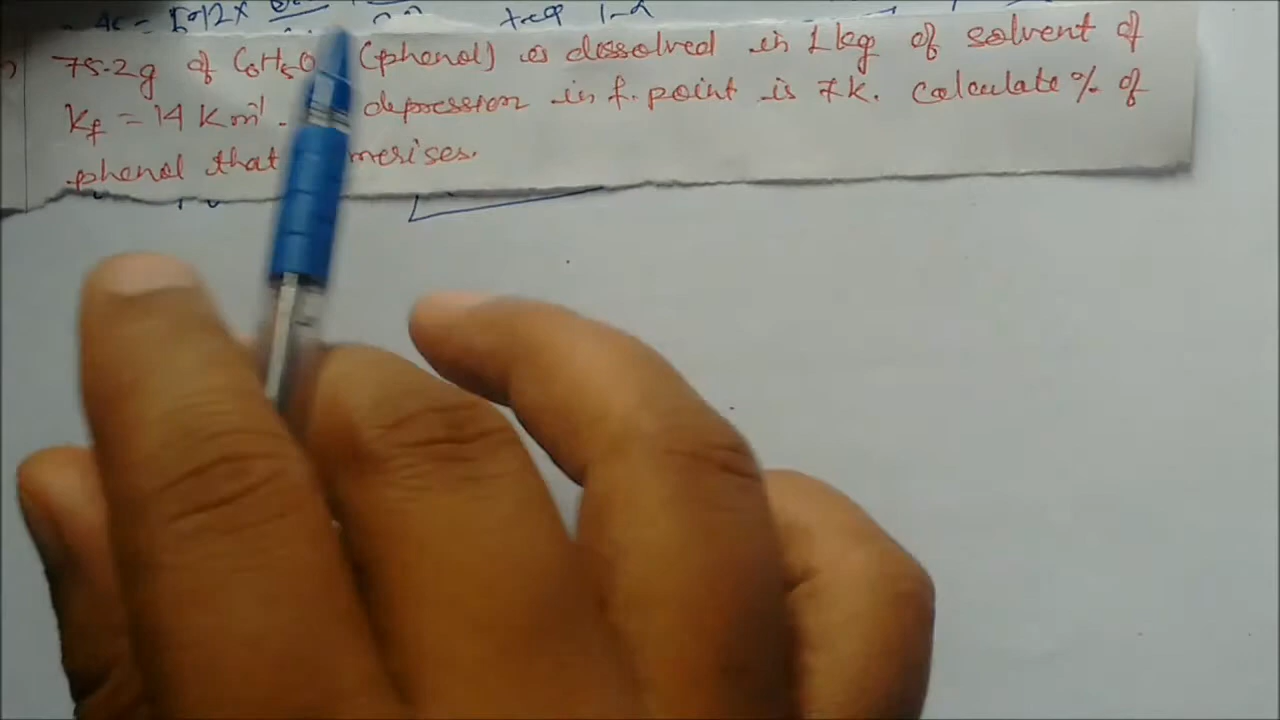 75.2g of C6H5O (phenol) is dissolved in 1kg of solvent of
Kf = 14 K m-1. depression in f. point is 7K. Calculate % of
phenol that merises.